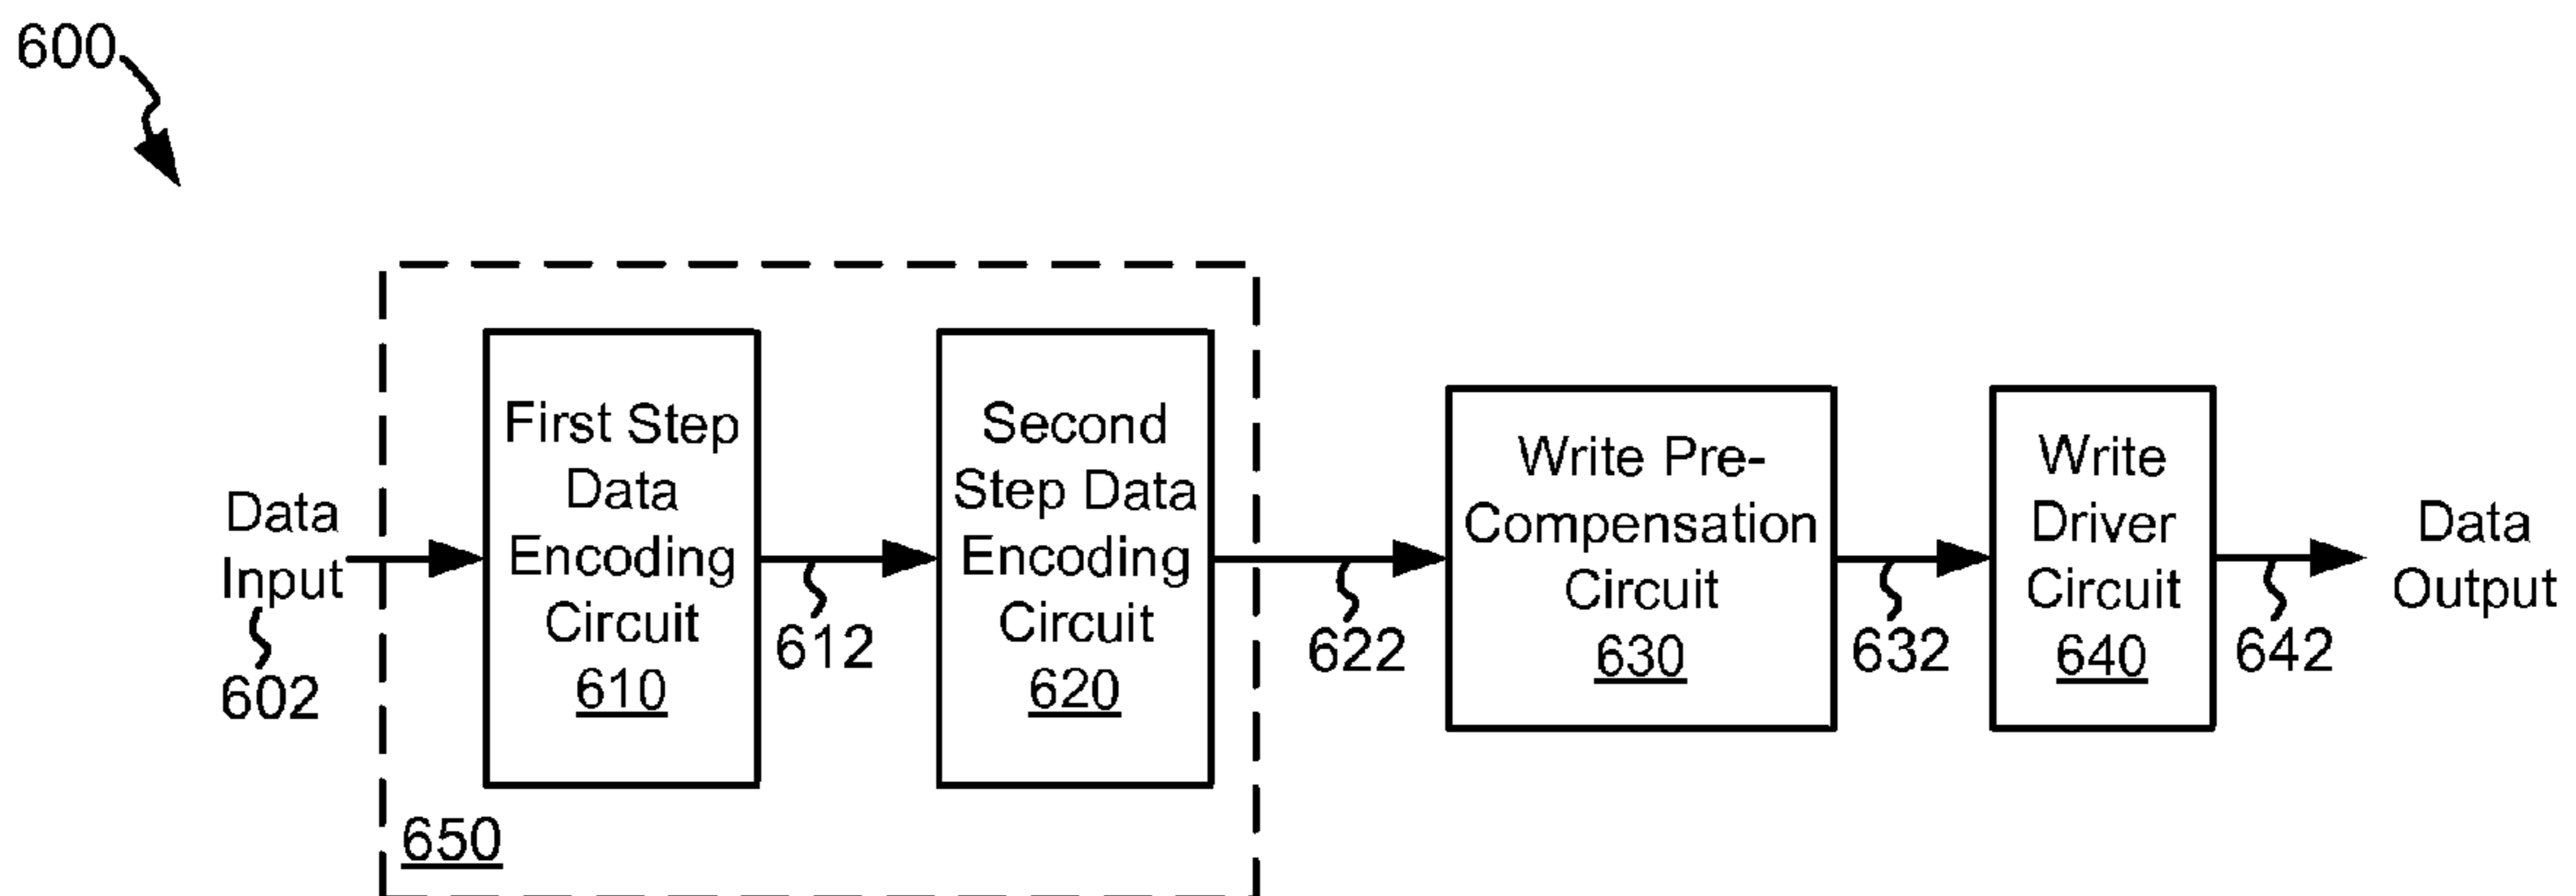 600
Data
Input
602
First Step
Data
Encoding
Circuit
610
612
Second
Step Data
Encoding
Circuit
620
650
622
Write Pre-
Compensation
Circuit
630
632
Write
Driver
Circuit
640
642
Data
Output